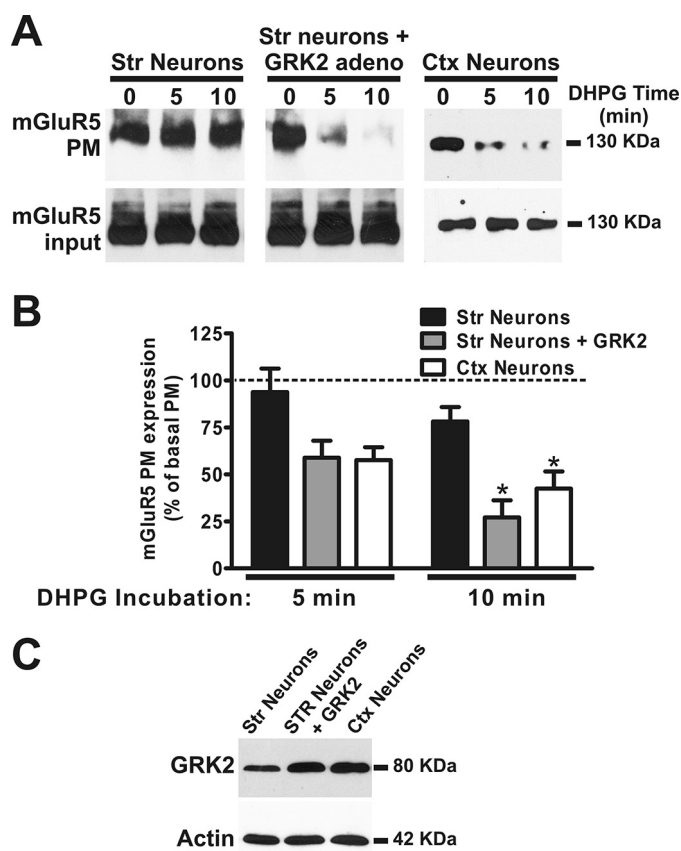 A
Str Neurons
Str neurons +
GRK2 adeno
Ctx Neurons
0 5 10 0 5 10 0 5 10 DHPG Time
(min)
mGluR5
PM
130 KDa
mGluR5
input
130 KDa
B
Str Neurons
Str Neurons + GRK2
Ctx Neurons
mGluR5 PM expression
(% of basal PM)
125
100
75
50
25
0
* *
DHPG Incubation: 5 min 10 min
C
Str Neurons
STR Neurons
+ GRK2
Ctx Neurons
GRK2 80 KDa
Actin 42 KDa